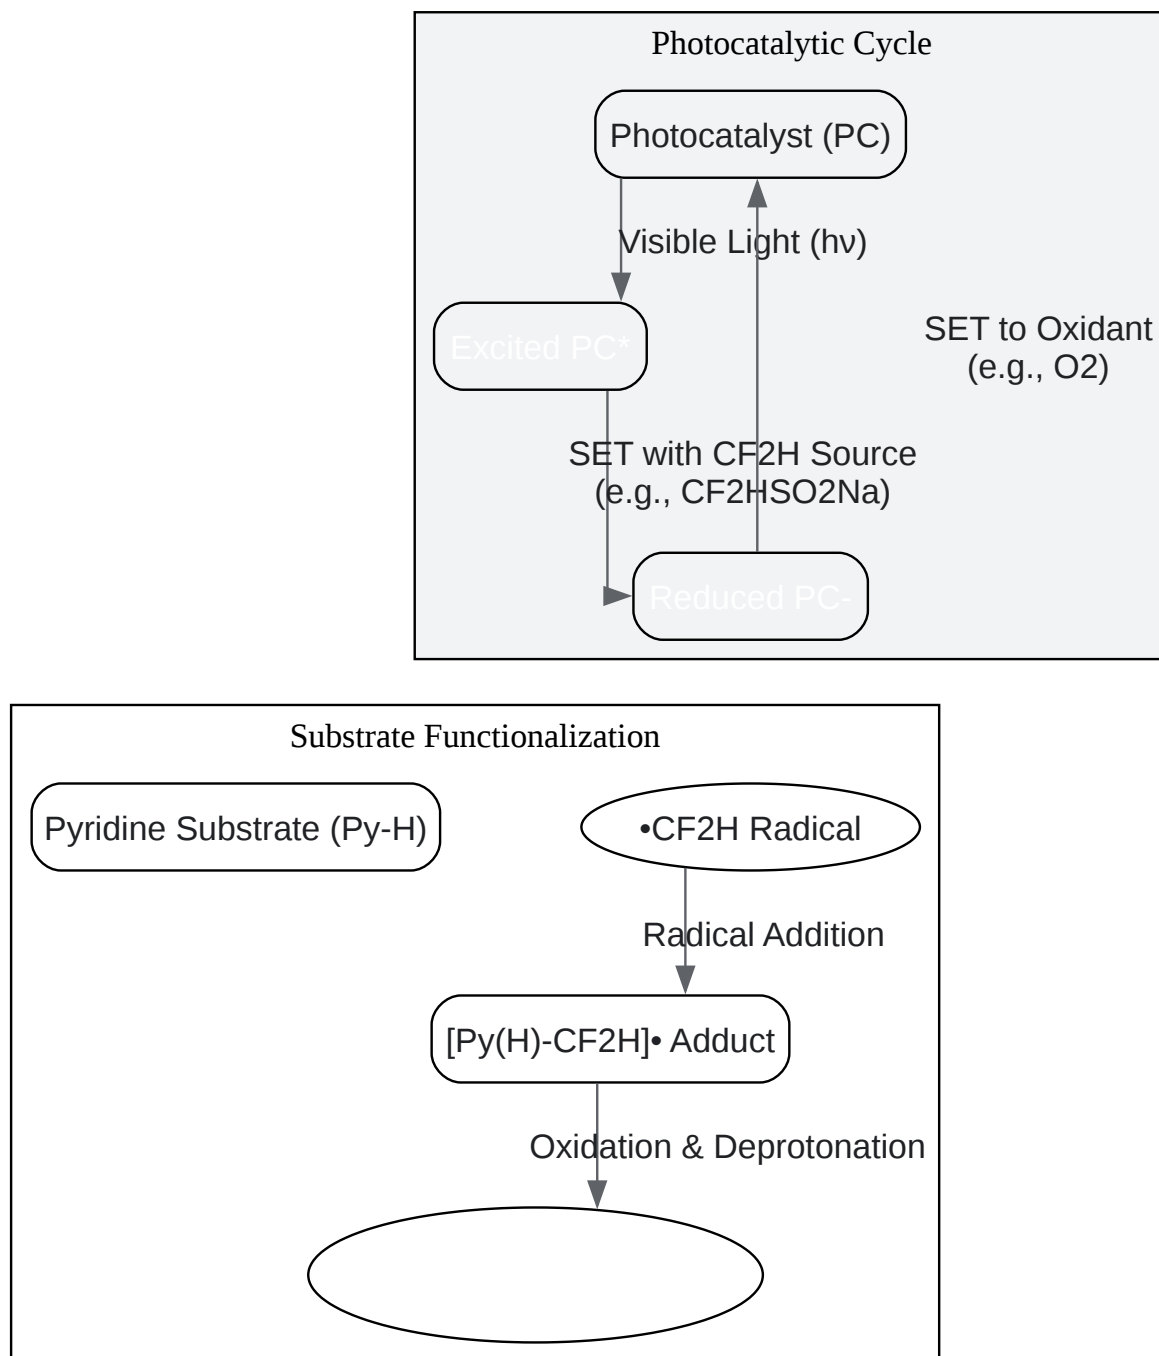 Photocatalytic Cycle
Photocatalyst (PC)
Visible Light (hν)
Excited PC*
SET to Oxidant
(e.g., O2)
SET with CF2H Source
(e.g., CF2HSO2Na)
Reduced PC-
Substrate Functionalization
Pyridine Substrate (Py-H)
•CF2H Radical
Radical Addition
[Py(H)-CF2H]• Adduct
Oxidation & Deprotonation